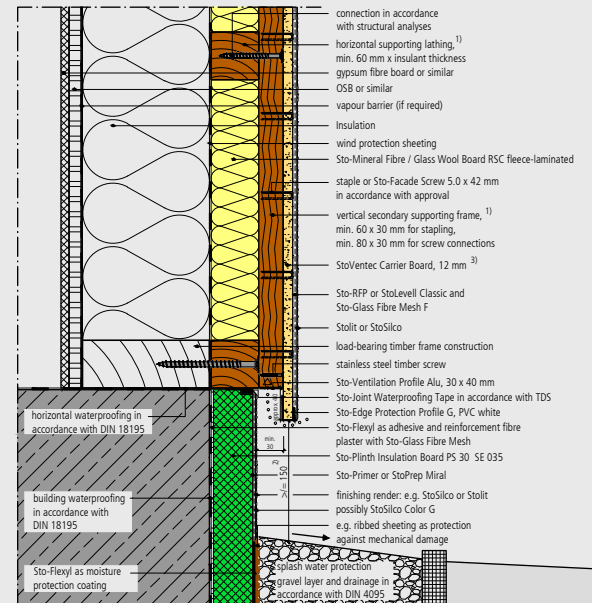 connection in accordance
with structural analyses
horizontal supporting lathing, 1)
min. 60 mm x insulant thickness
gypsum fibre board or similar
OSB or similar
vapour barrier (if required)
Insulation
wind protection sheeting
Sto-Mineral Fibre / Glass Wool Board RSC fleece-laminated
staple or Sto-Facade Screw 5.0 x 42 mm
in accordance with approval
vertical secondary supporting frame, 1)
min. 60 x 30 mm for stapling,
min. 80 x 30 mm for screw connections
StoVentec Carrier Board, 12 mm 3)
Sto-RFP or StoLevell Classic and
Sto-Glass Fibre Mesh F
Stolit or StoSilco
load-bearing timber frame construction
stainless steel timber screw
Sto-Ventilation Profile Alu, 30 x 40 mm
Sto-Joint Waterproofing Tape in accordance with TDS
Sto-Edge Protection Profile G, PVC white
Sto-Flexyl as adhesive and reinforcement fibre
plaster with Sto-Glass Fibre Mesh
Sto-Plinth Insulation Board PS 30 SE 035
Sto-Primer or StoPrep Miral
finishing render: e.g. StoSilco or Stolit
possibly StoSilco Color G
e.g. ribbed sheeting as protection
against mechanical damage
horizontal waterproofing in
accordance with DIN 18195
building waterproofing
in accordance with
DIN 18195
Sto-Flexyl as moisture
protection coating
min.
30
2)
>/= 150
splash water protection
gravel layer and drainage in
accordance with DIN 4095